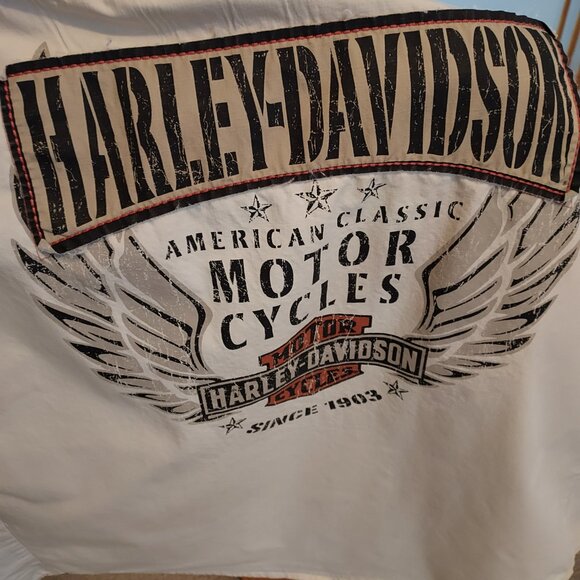 HARLEY-DAVIDSON
AMERICAN CLASSIC
MOTOR
CYCLES
MOTOR
HARLEY-DAVIDSON
CYCLES
SINCE 1903